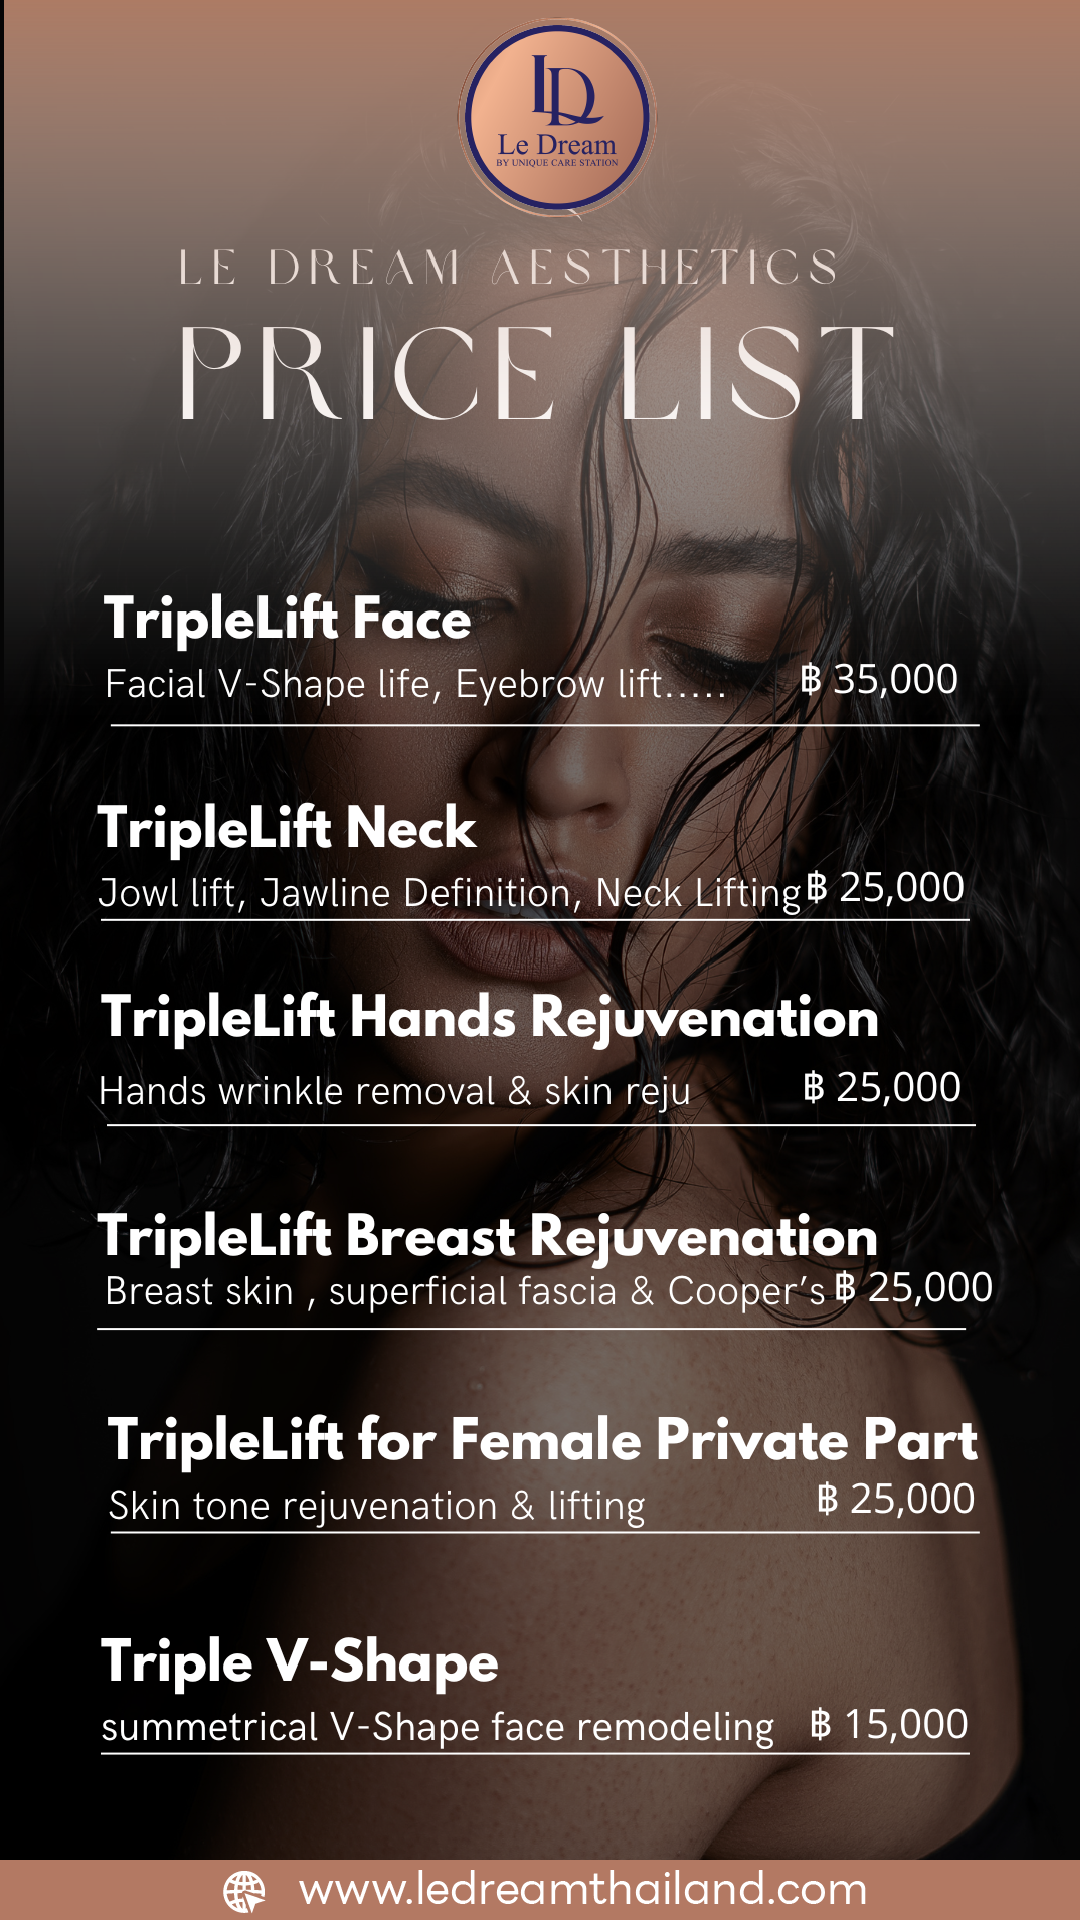 LD
Le Dream
BY UNIQUE CARE STATION
LE DREAM AESTHETICS
PRICE LIST
TripleLift Face
Facial V-Shape life, Eyebrow lift..... ฿ 35,000
TripleLift Neck
Jowl lift, Jawline Definition, Neck Lifting ฿ 25,000
TripleLift Hands Rejuvenation
Hands wrinkle removal & skin reju ฿ 25,000
TripleLift Breast Rejuvenation
Breast skin , superficial fascia & Cooper’s ฿ 25,000
TripleLift for Female Private Part
Skin tone rejuvenation & lifting ฿ 25,000
Triple V-Shape
summetrical V-Shape face remodeling ฿ 15,000
www.ledreamthailand.com